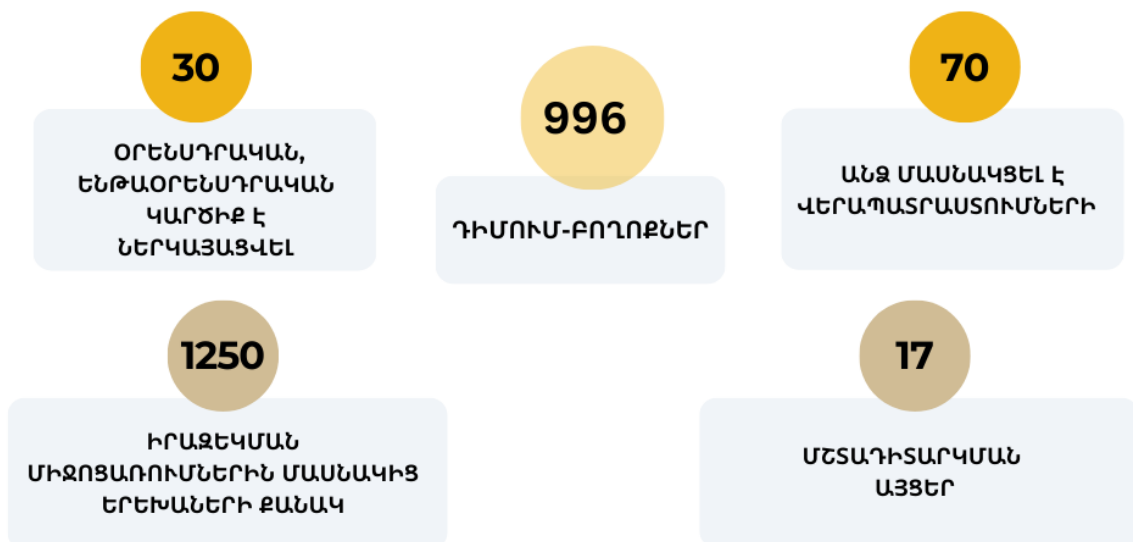 30
ՕՐԵՆՍԴՐԱԿԱՆ,
ԵՆԹԱՕՐԵՆՍԴՐԱԿԱՆ
ԿԱՐԾԻՔ Է
ՆԵՐԿԱՅԱՑՎԵԼ
996
ԴԻՄՈՒՄ-ԲՈՂՈՔՆԵՐ
70
ԱՆՁ ՄԱՍՆԱԿՑԵԼ Է
ՎԵՐԱՊԱՏՐԱՍՏՈՒՄՆԵՐԻ
1250
ԻՐԱԶԵԿՄԱՆ
ՄԻՋՈՑԱՌՈՒՄՆԵՐԻՆ ՄԱՍՆԱԿԻՑ
ԵՐԵԽԱՆԵՐԻ ՔԱՆԱԿ
17
ՄՇՏԱԴԻՏԱՐԿՄԱՆ
ԱՅՑԵՐ